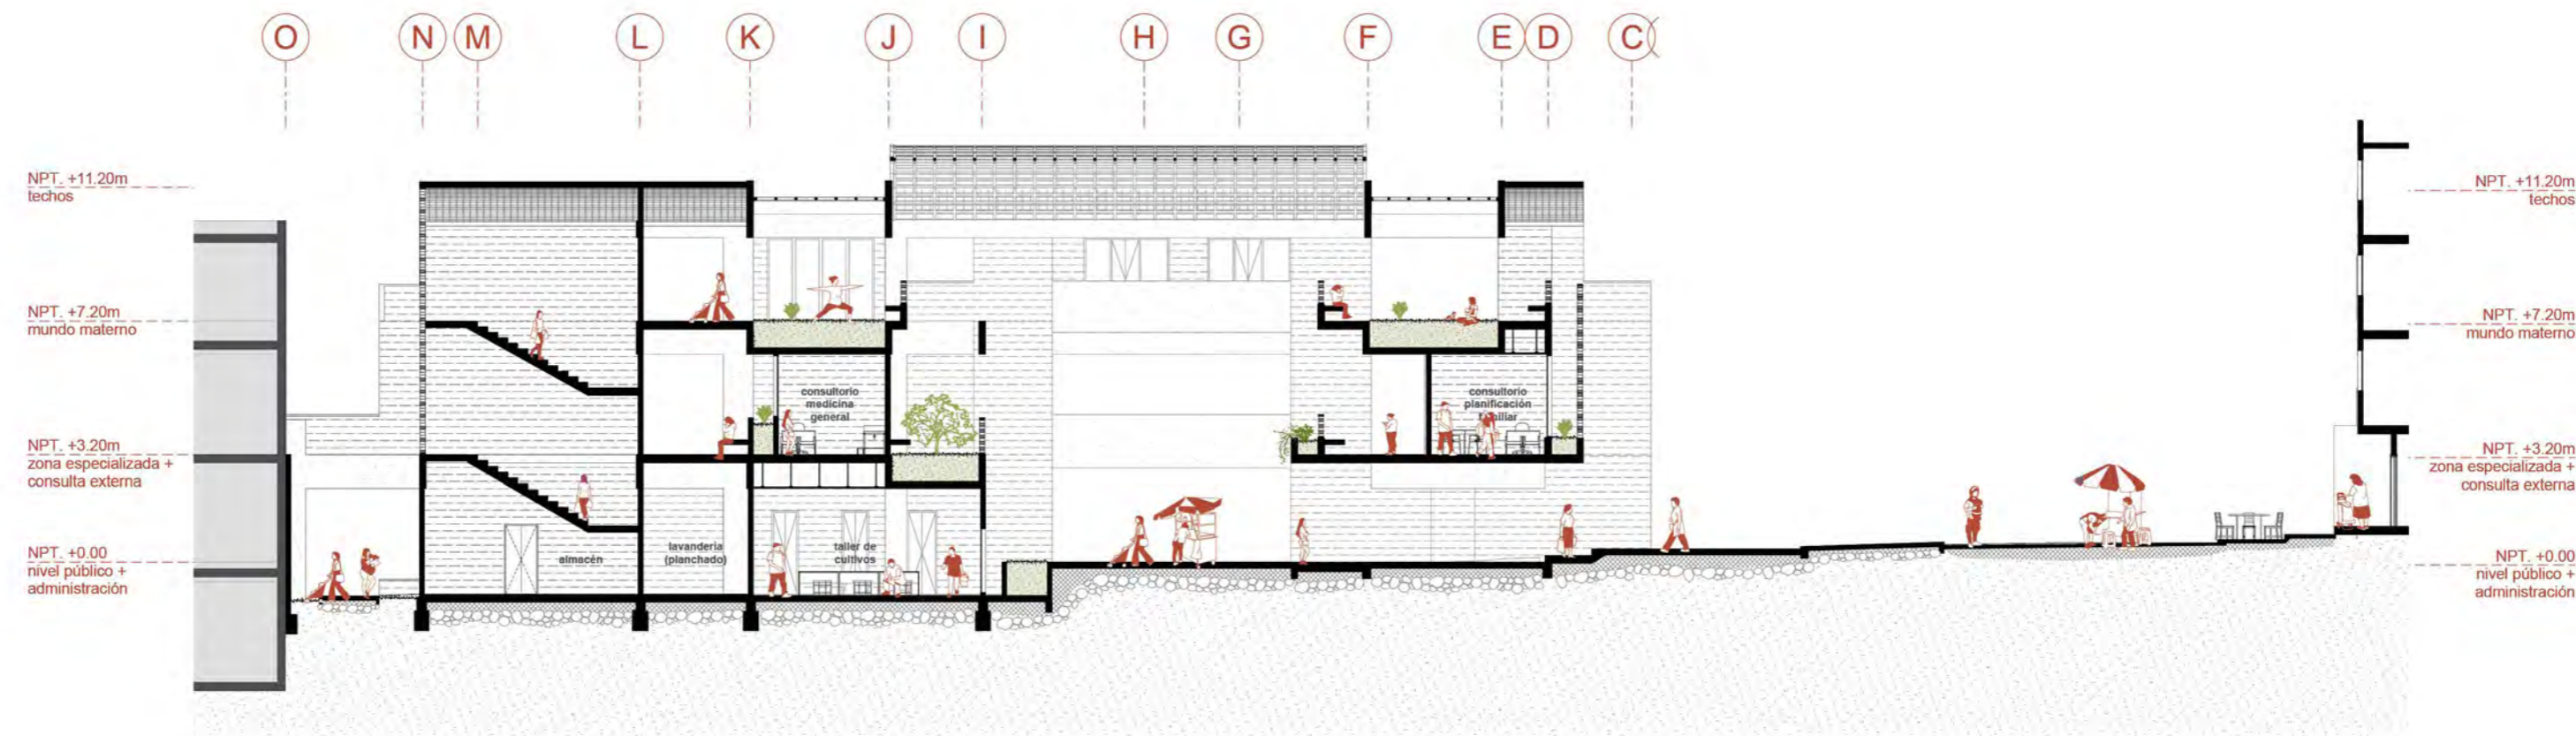 O N M L K J I H G F E D C
NPT. +11.20m
techos
NPT. +7.20m
mundo materno
NPT. +3.20m
zona especializada +
consulta externa
NPT. +0.00
nivel público +
administración
consultorio
medicina
general
consultorio
planificación
familiar
almacén
lavandería
(planchado)
taller de
cultivos
NPT. +11.20m
techos
NPT. +7.20m
mundo materno
NPT. +3.20m
zona especializada +
consulta externa
NPT. +0.00
nivel público +
administración